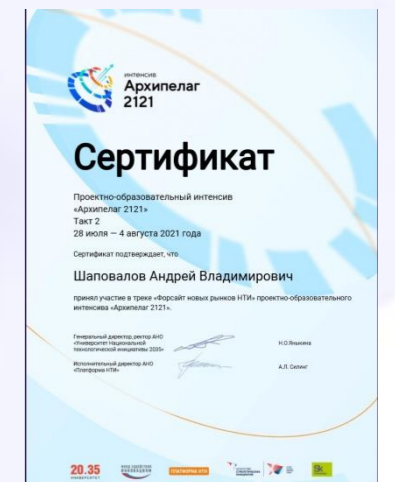 интенсив
Архипелаг
2121
Сертификат
Проектно-образовательный интенсив
«Архипелаг 2121»
Такт 2
28 июля — 4 августа 2021 года
Сертификат подтверждает, что
Шаповалов Андрей Владимирович
принял участие в треке «Форсайт новых рынков НТИ» проектно-образовательного
интенсива «Архипелаг 2121».
Генеральный директор, ректор АНО
«Университет Национальной
технологической инициативы 2035»
Н.О.Яныкина
Исполнительный директор АНО
«Платформа НТИ»
А.Л. Силинг
20.35
УНИВЕРСИТЕТ
ПЛАТФОРМА НТИ
Sk